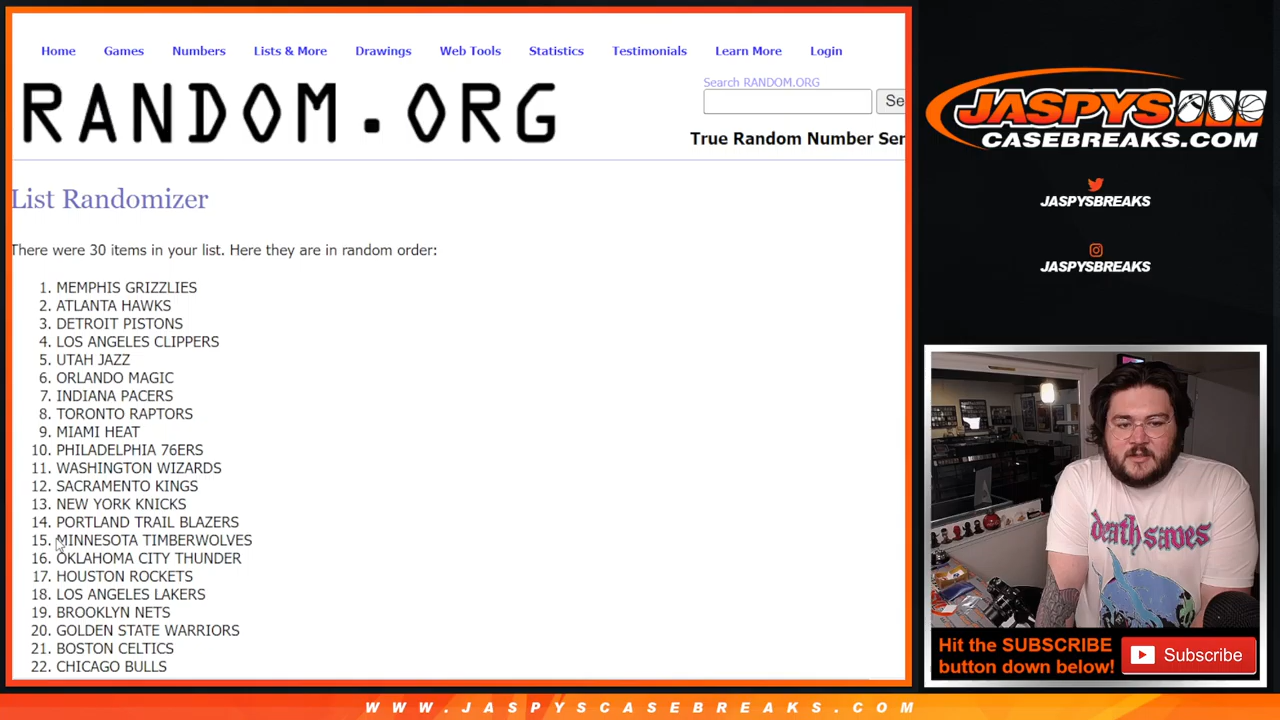 Home Games Numbers Lists & More Drawings Web Tools Statistics Testimonials Learn More Login
Search RANDOM.ORG
RANDOM.ORG
Se
True Random Number Ser
List Randomizer
There were 30 items in your list. Here they are in random order:
1. MEMPHIS GRIZZLIES
2. ATLANTA HAWKS
3. DETROIT PISTONS
4. LOS ANGELES CLIPPERS
5. UTAH JAZZ
6. ORLANDO MAGIC
7. INDIANA PACERS
8. TORONTO RAPTORS
9. MIAMI HEAT
10. PHILADELPHIA 76ERS
11. WASHINGTON WIZARDS
12. SACRAMENTO KINGS
13. NEW YORK KNICKS
14. PORTLAND TRAIL BLAZERS
15. MINNESOTA TIMBERWOLVES
16. OKLAHOMA CITY THUNDER
17. HOUSTON ROCKETS
18. LOS ANGELES LAKERS
19. BROOKLYN NETS
20. GOLDEN STATE WARRIORS
21. BOSTON CELTICS
22. CHICAGO BULLS
JASPYS
CASEBREAKS.COM
JASPYSBREAKS
JASPYSBREAKS
death saves
Hit the SUBSCRIBE
button down below!
Subscribe
WWW.JASPYSCASEBREAKS.COM